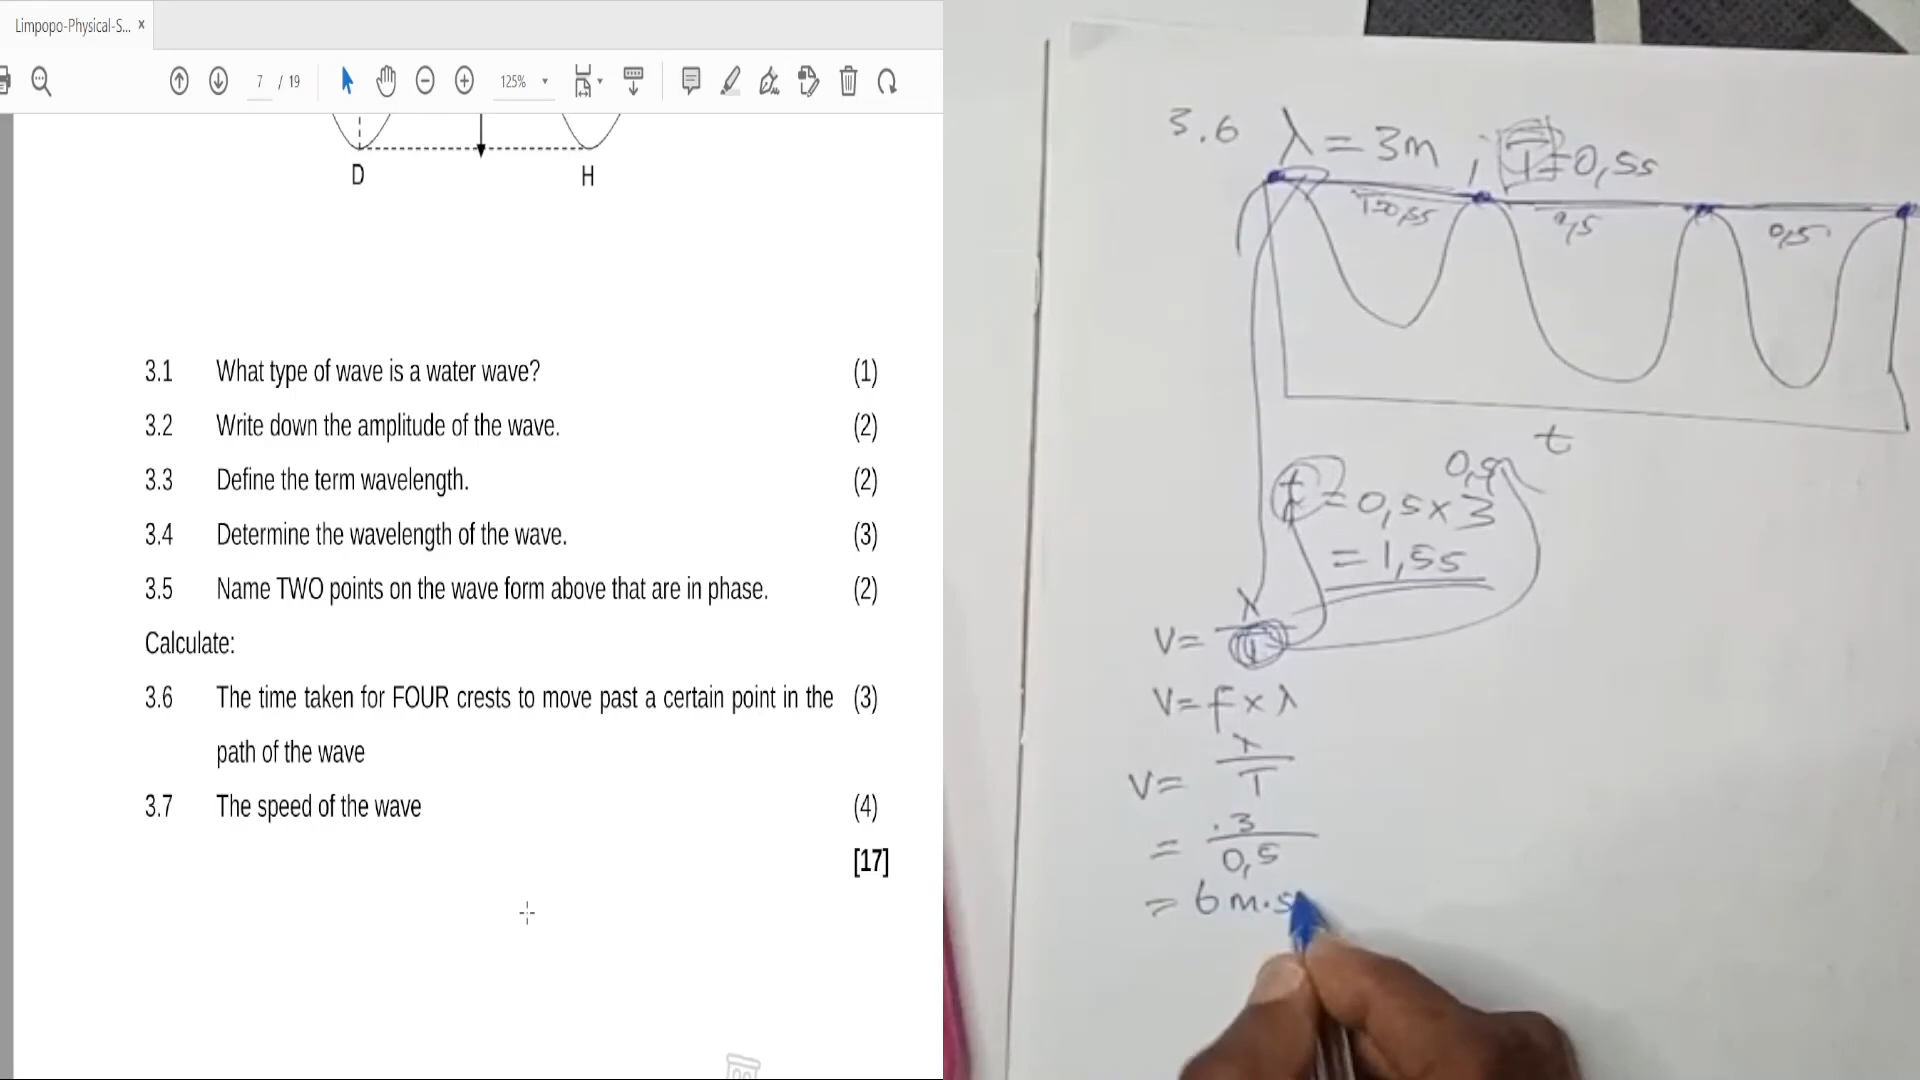 Limpopo-Physical-S... x
7 / 19
125%
D H
3.1 What type of wave is a water wave? (1)
3.2 Write down the amplitude of the wave. (2)
3.3 Define the term wavelength. (2)
3.4 Determine the wavelength of the wave. (3)
3.5 Name TWO points on the wave form above that are in phase. (2)
Calculate:
3.6 The time taken for FOUR crests to move past a certain point in the (3)
path of the wave
3.7 The speed of the wave (4)
[17]
3.6 λ = 3m ; T = 0,5s
T=0,5s 0,5 0,5
t
t = 0,5 x 3
= 1,5s
V = λ
T
V = f x λ
V = λ
T
= 3
0,5
= 6 m·s